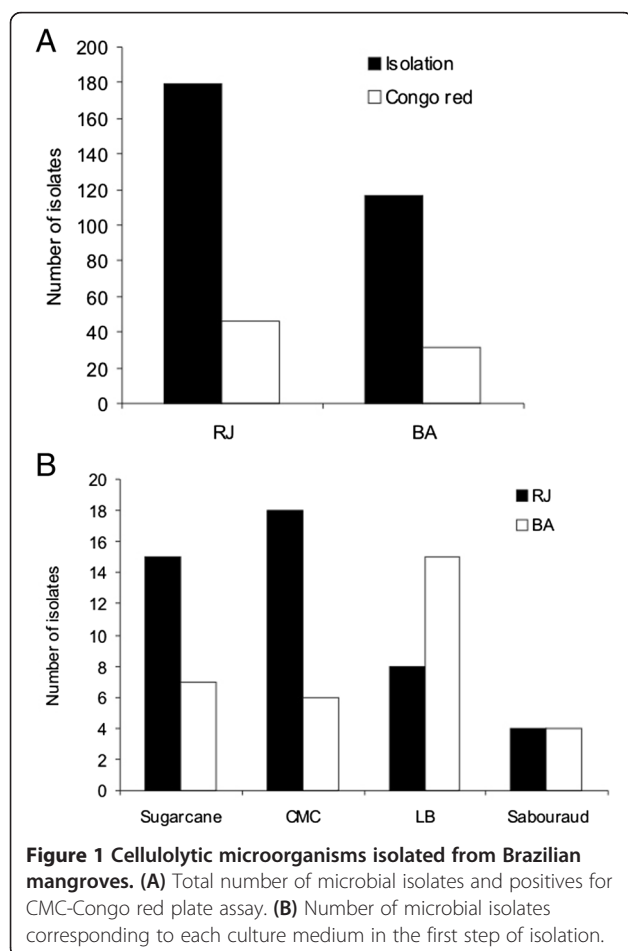 A
200
180
160
140
120
100
80
60
40
20
0
Number of isolates
Isolation
Congo red
RJ
BA
B
20
18
16
14
12
10
8
6
4
2
0
Number of isolates
RJ
BA
Sugarcane
CMC
LB
Sabouraud
Figure 1 Cellulolytic microorganisms isolated from Brazilian
mangroves. (A) Total number of microbial isolates and positives for
CMC-Congo red plate assay. (B) Number of microbial isolates
corresponding to each culture medium in the first step of isolation.